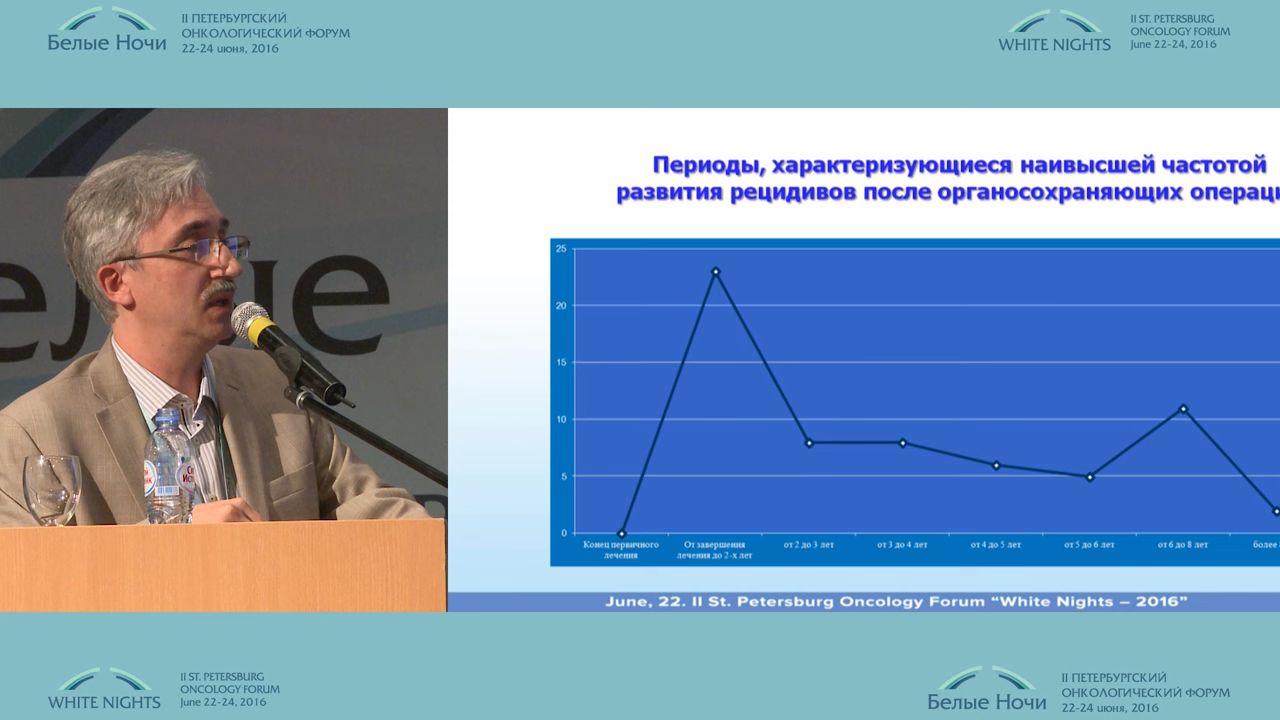 Белые Ночи
II ПЕТЕРБУРГСКИЙ
ОНКОЛОГИЧЕСКИЙ ФОРУМ
22-24 июня, 2016
WHITE NIGHTS
II ST. PETERSBURG
ONCOLOGY FORUM
June 22-24, 2016
Периоды, характеризующиеся наивысшей частотой
развития рецидивов после органосохраняющих операци
25
20
15
10
5
0
Конец первичного
лечения
От завершения
лечения до 2-х лет
от 2 до 3 лет
от 3 до 4 лет
от 4 до 5 лет
от 5 до 6 лет
от 6 до 8 лет
более
June, 22. II St. Petersburg Oncology Forum “White Nights – 2016”
WHITE NIGHTS
II ST. PETERSBURG
ONCOLOGY FORUM
June 22-24, 2016
Белые Ночи
II ПЕТЕРБУРГСКИЙ
ОНКОЛОГИЧЕСКИЙ ФОРУМ
22-24 июня, 2016